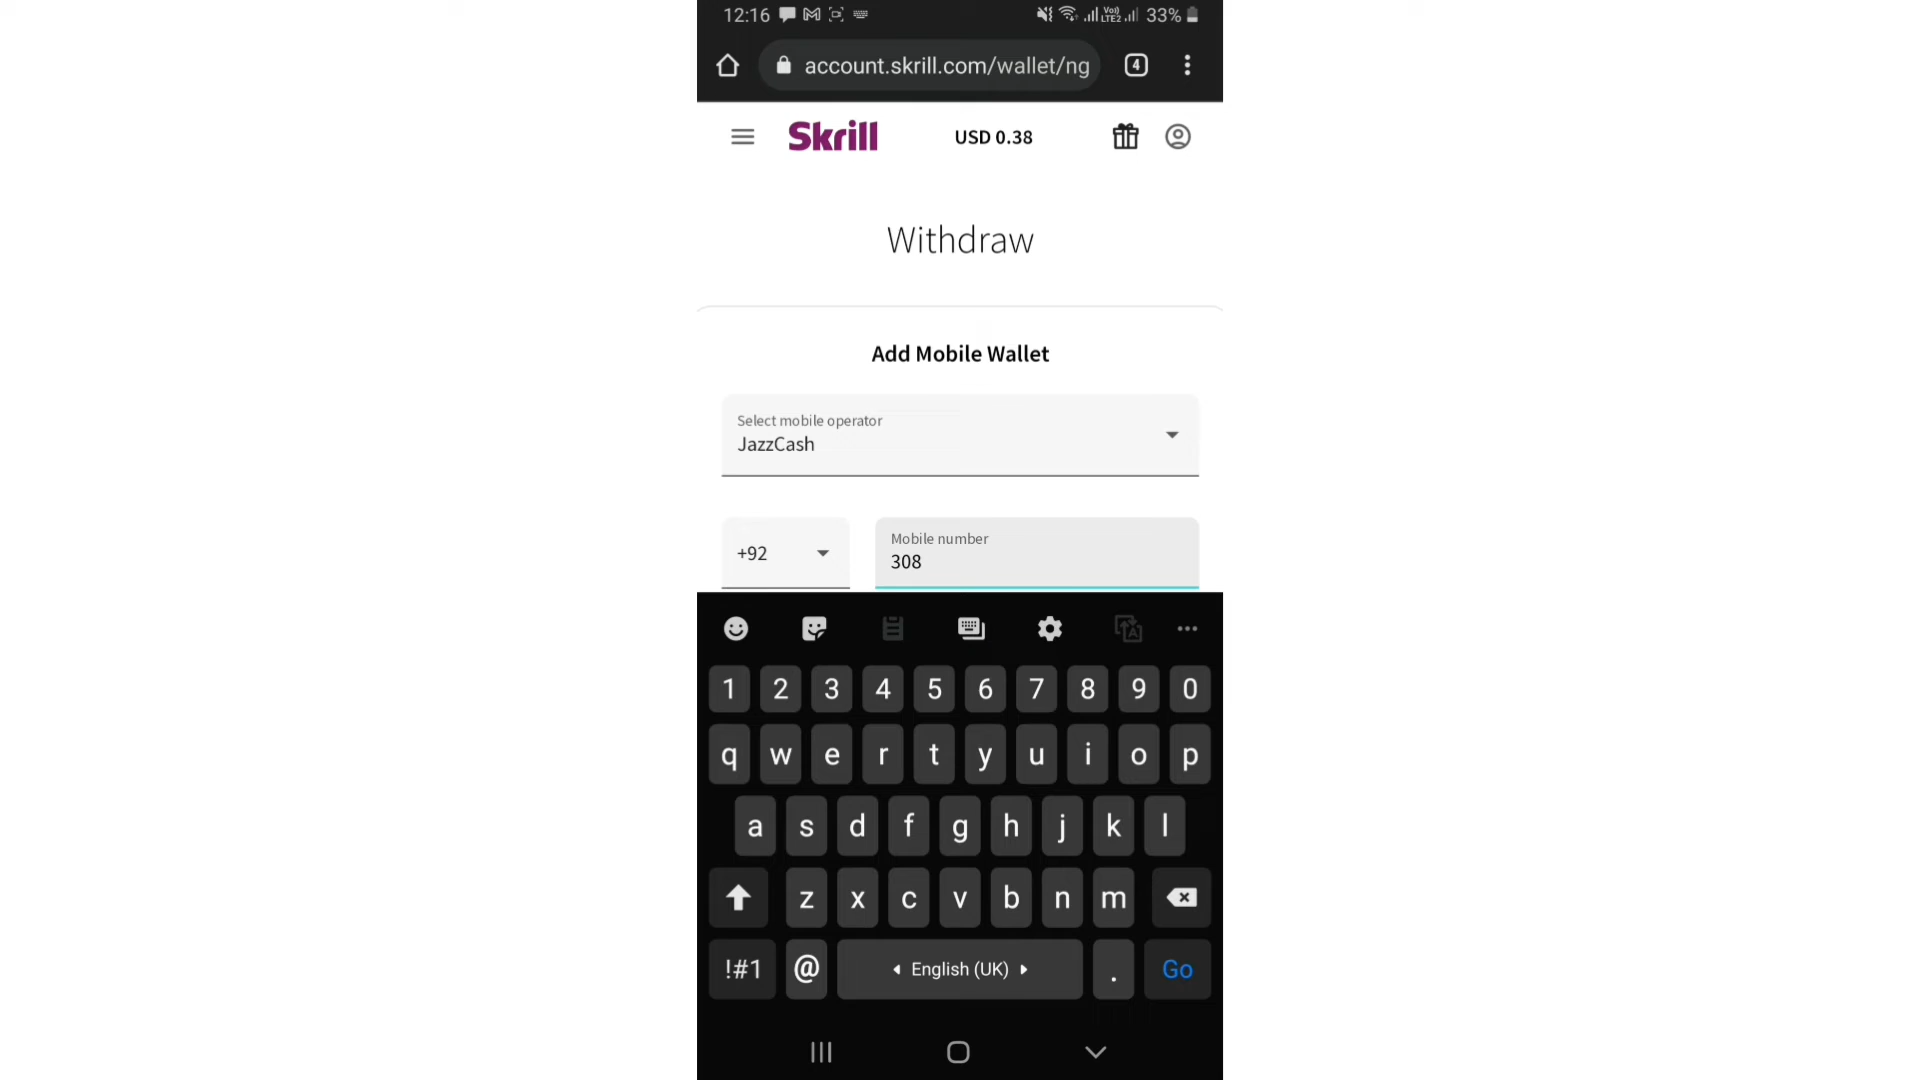 12:16 Vo) LTE2 33%
account.skrill.com/wallet/ng 4
Skrill USD 0.38
Withdraw
Add Mobile Wallet
Select mobile operator
JazzCash
+92
Mobile number
308
1 2 3 4 5 6 7 8 9 0
q w e r t y u i o p
a s d f g h j k l
z x c v b n m
!#1 @ English (UK) . Go